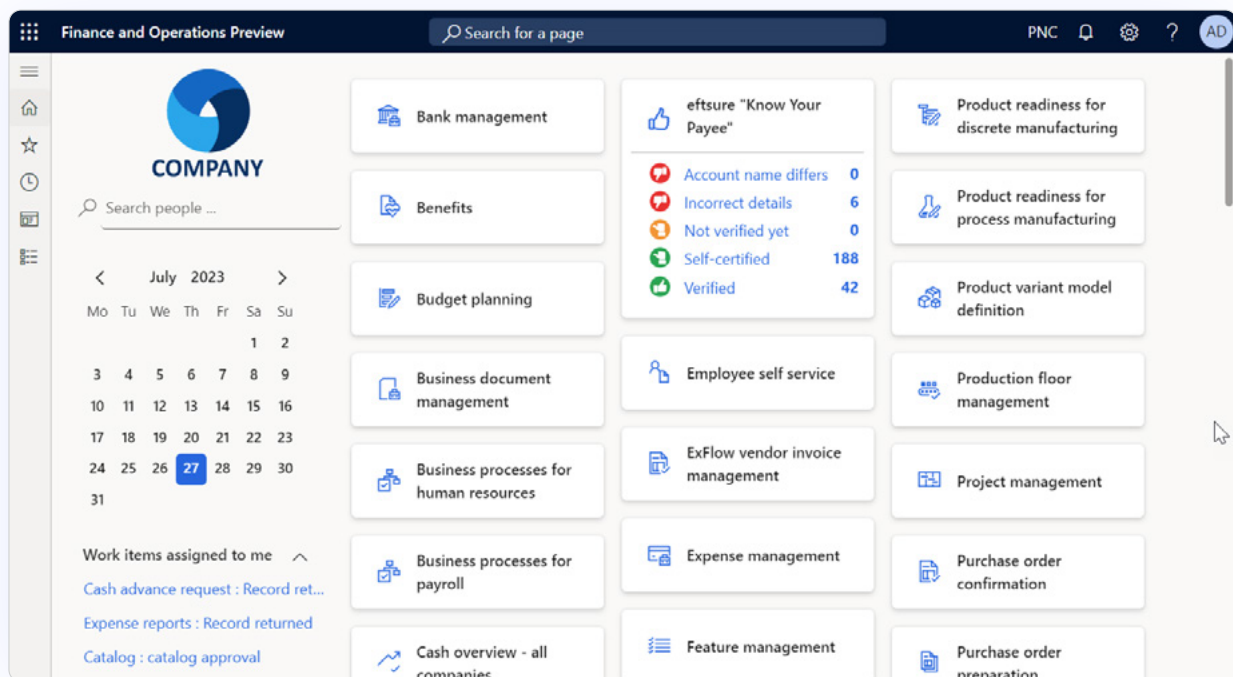 Finance and Operations Preview
Search for a page
PNC
?
AD
COMPANY
Search people ...
July 2023
Mo Tu We Th Fr Sa Su
1 2
3 4 5 6 7 8 9
10 11 12 13 14 15 16
17 18 19 20 21 22 23
24 25 26 27 28 29 30
31
Work items assigned to me
Cash advance request : Record ret...
Expense reports : Record returned
Catalog : catalog approval
Bank management
Benefits
Budget planning
Business document
management
Business processes for
human resources
Business processes for
payroll
Cash overview - all
companies
eftsure "Know Your
Payee"
Account name differs 0
Incorrect details 6
Not verified yet 0
Self-certified 188
Verified 42
Employee self service
ExFlow vendor invoice
management
Expense management
Feature management
Product readiness for
discrete manufacturing
Product readiness for
process manufacturing
Product variant model
definition
Production floor
management
Project management
Purchase order
confirmation
Purchase order
preparation